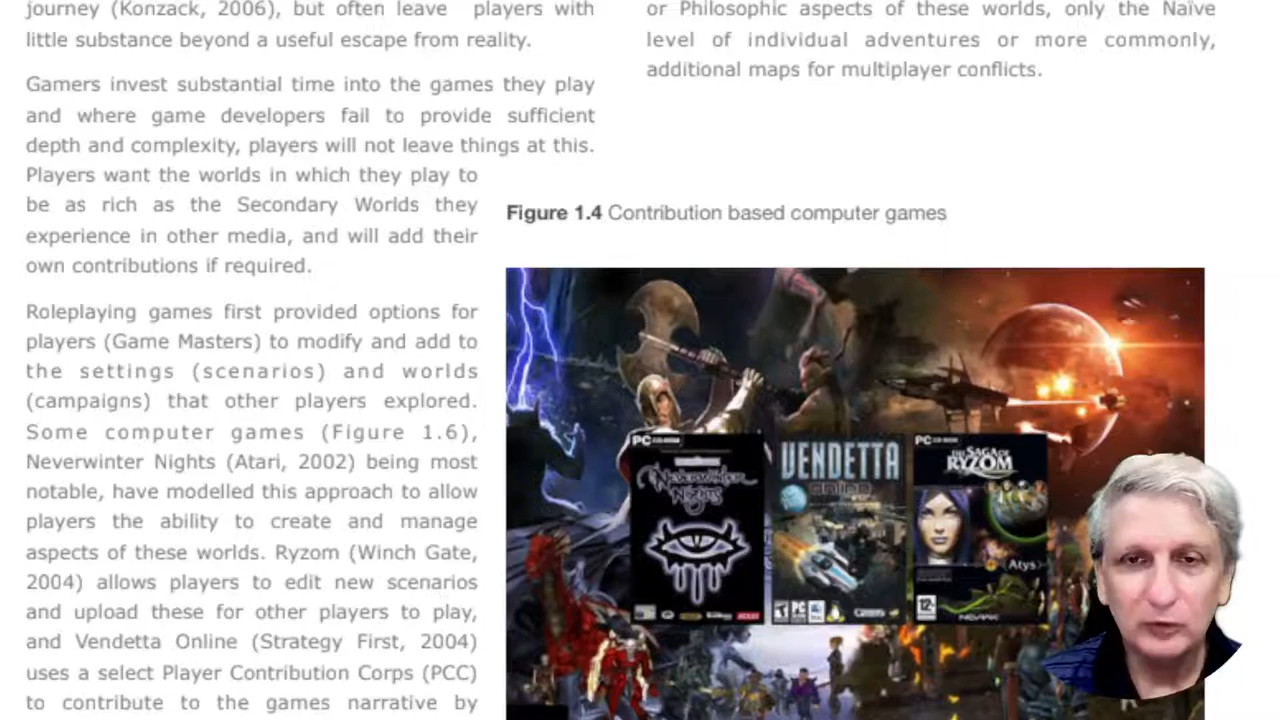 journey (Konzack, 2006), but often leave players with
little substance beyond a useful escape from reality.
Gamers invest substantial time into the games they play
and where game developers fail to provide sufficient
depth and complexity, players will not leave things at this.
Players want the worlds in which they play to
be as rich as the Secondary Worlds they
experience in other media, and will add their
own contributions if required.
Roleplaying games first provided options for
players (Game Masters) to modify and add to
the settings (scenarios) and worlds
(campaigns) that other players explored.
Some computer games (Figure 1.6),
Neverwinter Nights (Atari, 2002) being most
notable, have modelled this approach to allow
players the ability to create and manage
aspects of these worlds. Ryzom (Winch Gate,
2004) allows players to edit new scenarios
and upload these for other players to play,
and Vendetta Online (Strategy First, 2004)
uses a select Player Contribution Corps (PCC)
to contribute to the games narrative by
or Philosophic aspects of these worlds, only the Naïve
level of individual adventures or more commonly,
additional maps for multiplayer conflicts.
Figure 1.4 Contribution based computer games
PC CD-ROM
Neverwinter
Nights
ATARI
VENDETTA
online
T PC
PC CD-ROM
THE SAGA OF
RYZOM
Atys
12+
NEVRAX